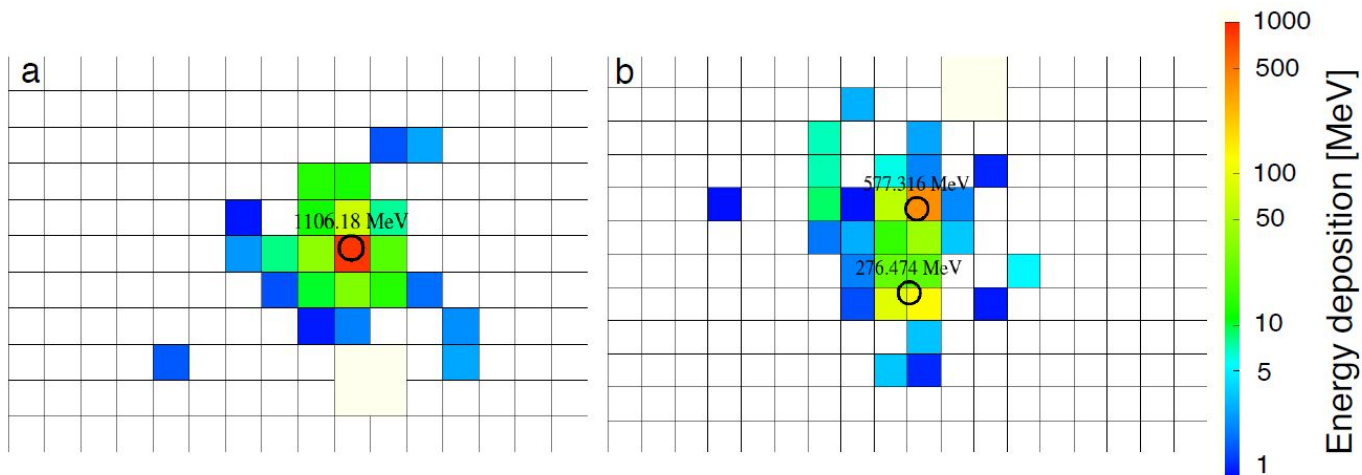 a
1106.18 MeV
b
577.316 MeV
276.474 MeV
1000
500
100
50
10
5
1
Energy deposition [MeV]